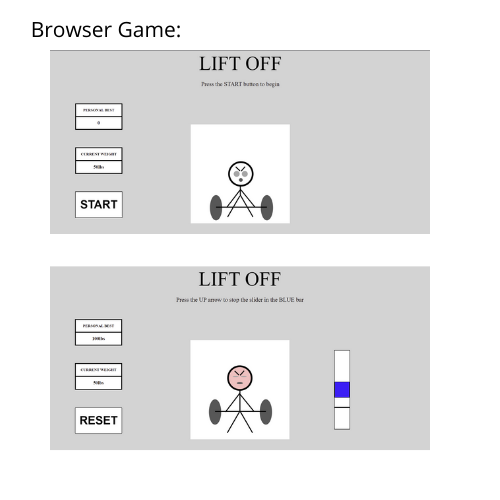 Browser Game:
LIFT OFF
Press the START button to begin
PERSONAL BEST
0
CURRENT WEIGHT
50lbs
START
LIFT OFF
Press the UP arrow to stop the slider in the BLUE bar
PERSONAL BEST
100lbs
CURRENT WEIGHT
50lbs
RESET